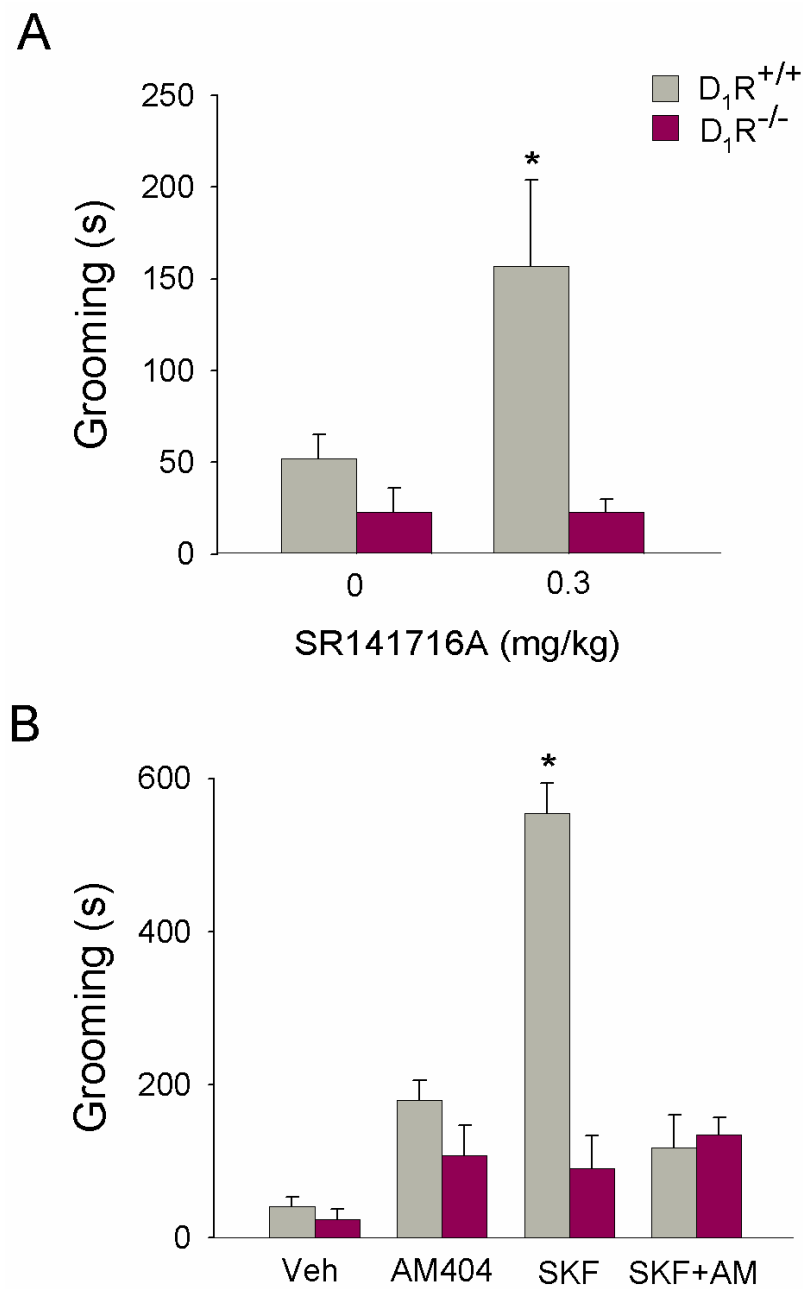 A
D1R+/+
D1R-/-
250
200
150
100
50
0
Grooming (s)
*
0 0.3
SR141716A (mg/kg)
B
600
400
200
0
Grooming (s)
*
Veh AM404 SKF SKF+AM